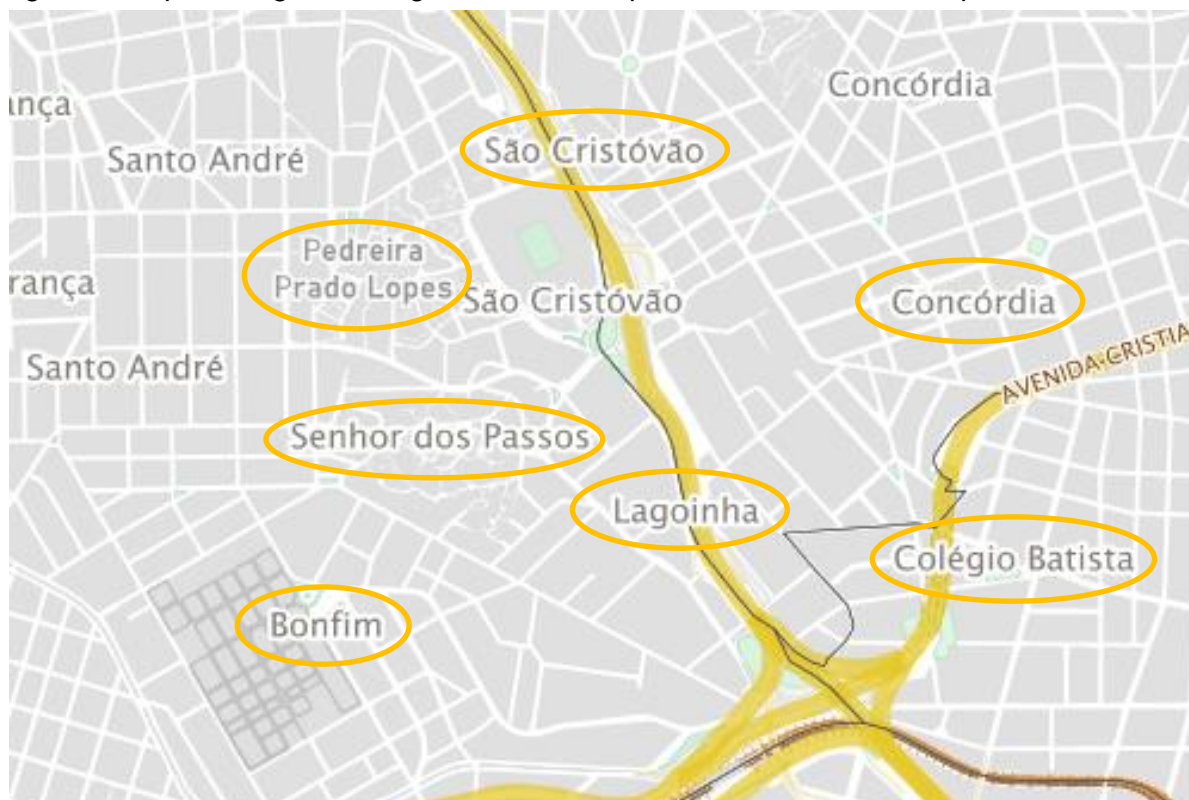 Concórdia
ança
São Cristóvão
Santo André
Pedreira
Prado Lopes
rança
São Cristóvão
Concórdia
AVENIDA CRISTIA
Santo André
Senhor dos Passos
Lagoinha
Colégio Batista
Bonfim